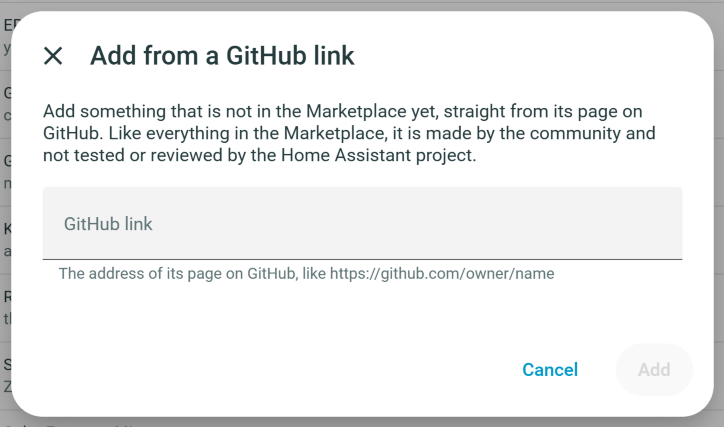 Add from a GitHub link
Add something that is not in the Marketplace yet, straight from its page on
GitHub. Like everything in the Marketplace, it is made by the community and
not tested or reviewed by the Home Assistant project.
GitHub link
The address of its page on GitHub, like https://github.com/owner/name
Cancel
Add